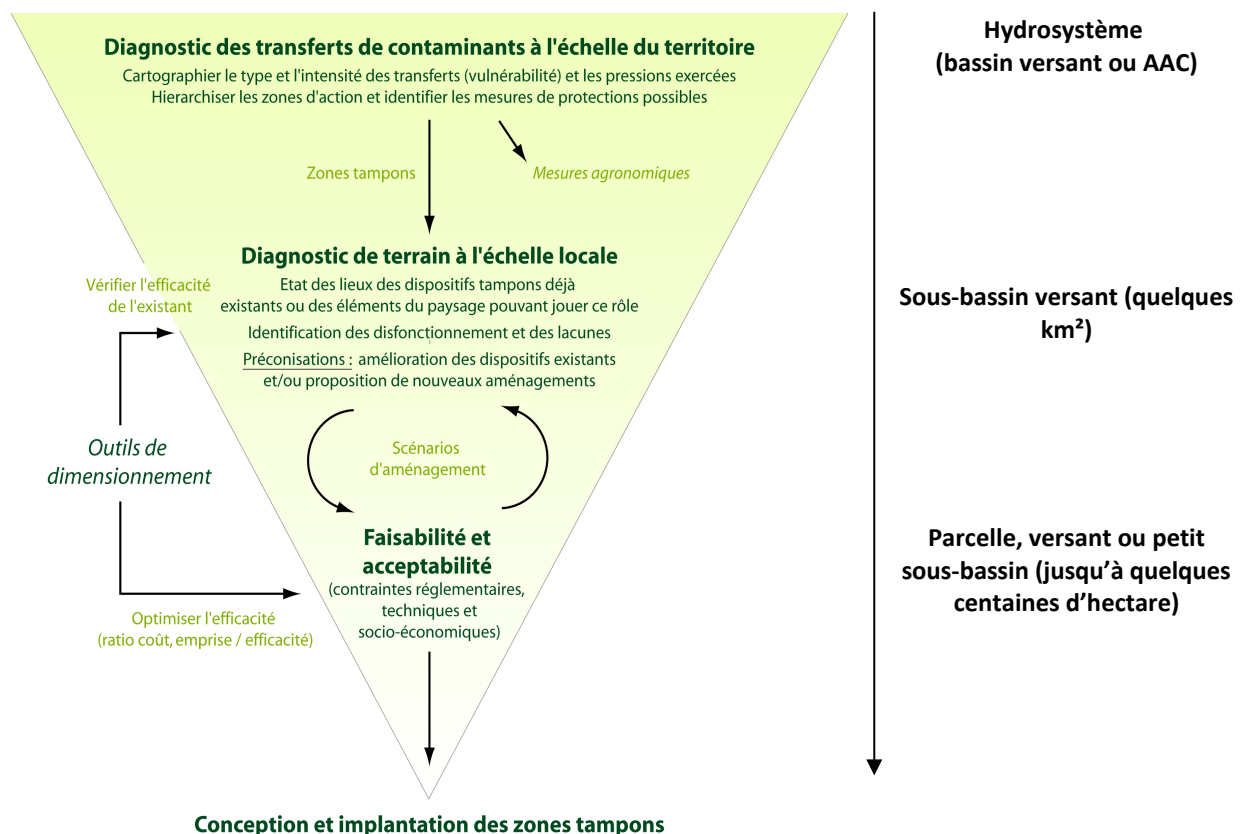 Diagnostic des transferts de contaminants à l'échelle du territoire
Cartographier le type et l'intensité des transferts (vulnérabilité) et les pressions exercées
Hierarchiser les zones d'action et identifier les mesures de protections possibles
Hydrosystème
(bassin versant ou AAC)
Zones tampons
Mesures agronomiques
Diagnostic de terrain à l'échelle locale
Etat des lieux des dispositifs tampons déjà
existants ou des éléments du paysage pouvant jouer ce rôle
Identification des disfonctionnement et des lacunes
Préconisations : amélioration des dispositifs existants
et/ou proposition de nouveaux aménagements
Vérifier l'efficacité
de l'existant
Sous-bassin versant (quelques
km²)
Outils de
dimensionnement
Scénarios
d'aménagement
Faisabilité et
acceptabilité
(contraintes réglementaires,
techniques et
socio-économiques)
Optimiser l'efficacité
(ratio coût, emprise / efficacité)
Parcelle, versant ou petit
sous-bassin (jusqu'à quelques
centaines d'hectare)
Conception et implantation des zones tampons